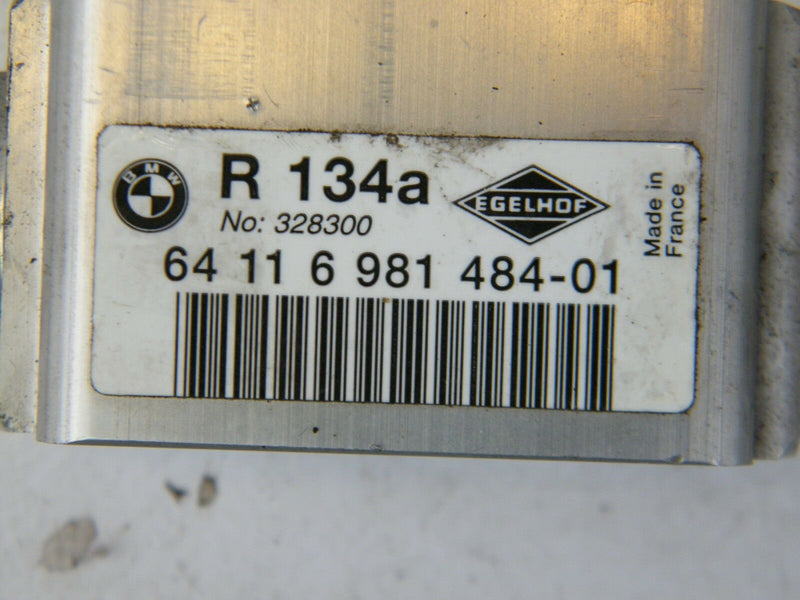 BMW
R 134a
EGELHOF
Made in
France
No: 328300
64 11 6 981 484-01